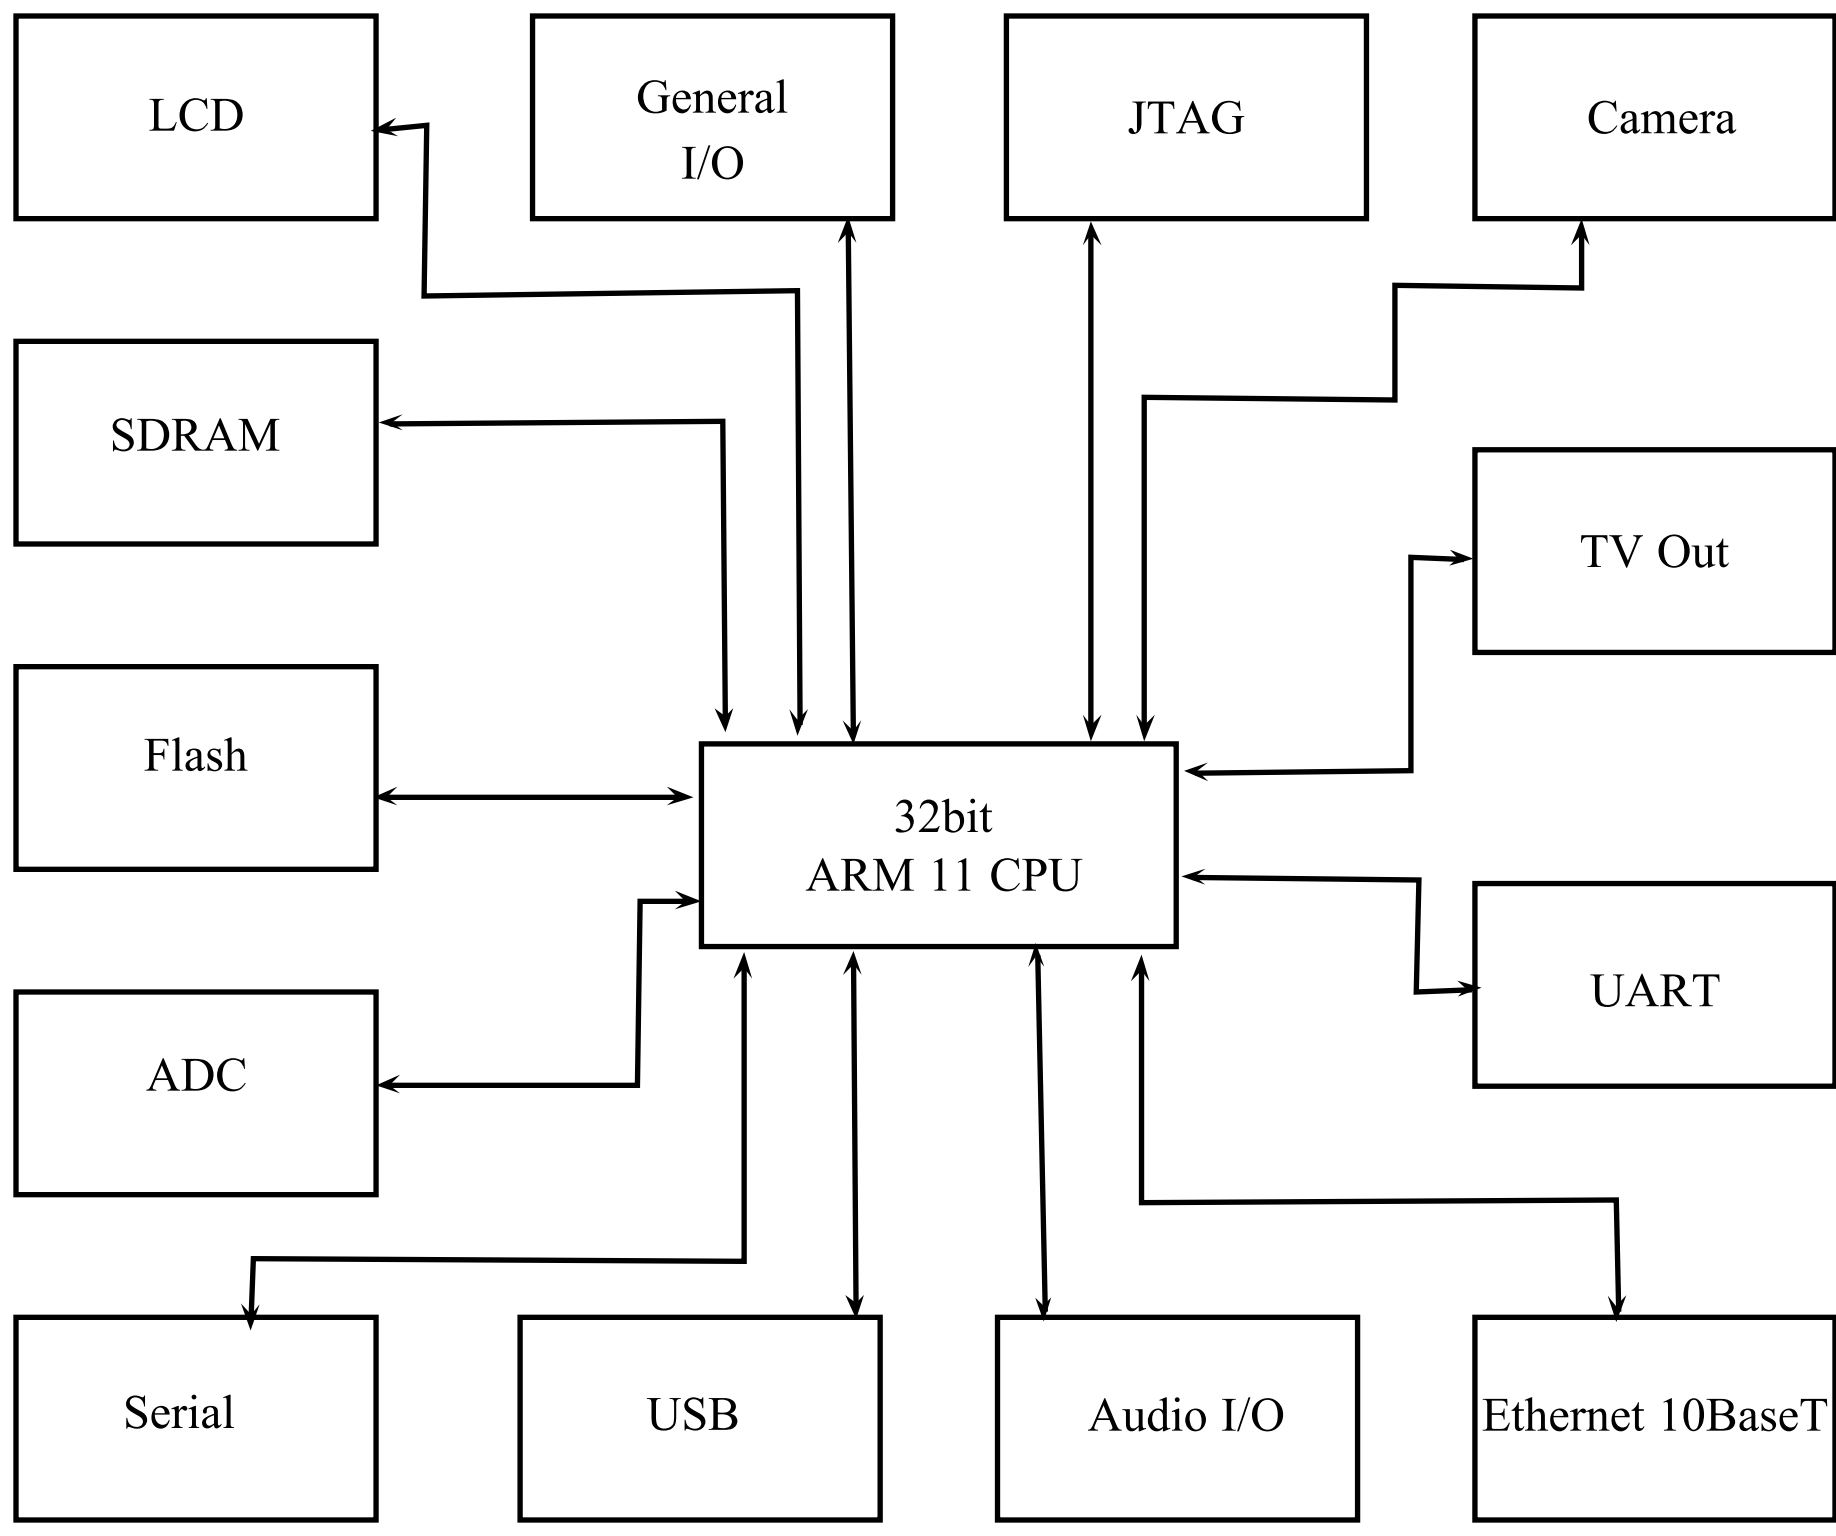 LCD
General
I/O
JTAG
Camera
SDRAM
TV Out
Flash
32bit
ARM 11 CPU
UART
ADC
Serial
USB
Audio I/O
Ethernet 10BaseT